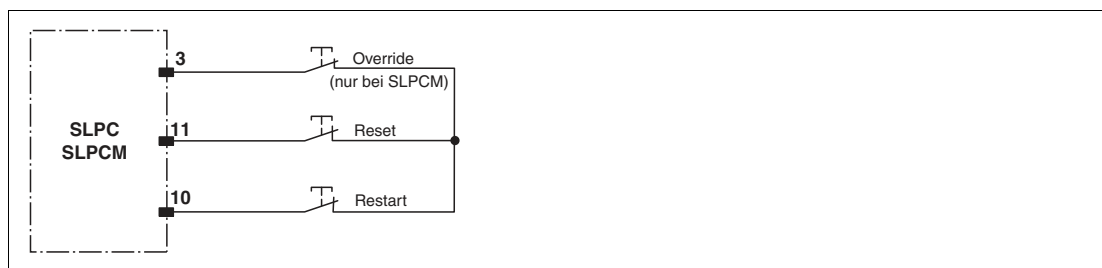 3
Override
(nur bei SLPCM)
SLPC
SLPCM
11
Reset
10
Restart